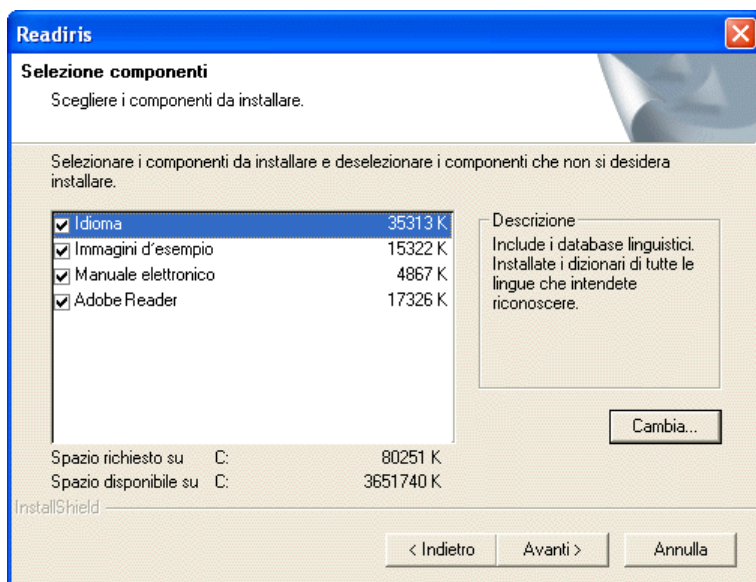 Readiris
Selezione componenti
Scegliere i componenti da installare.
Selezionare i componenti da installare e deselezionare i componenti che non si desidera
installare.
Idioma 35313 K
Immagini d'esempio 15322 K
Manuale elettronico 4867 K
Adobe Reader 17326 K
Descrizione
Include i database linguistici.
Installate i dizionari di tutte le
lingue che intendete
riconoscere.
Cambia...
Spazio richiesto su C: 80251 K
Spazio disponibile su C: 3651740 K
InstallShield
< Indietro Avanti > Annulla